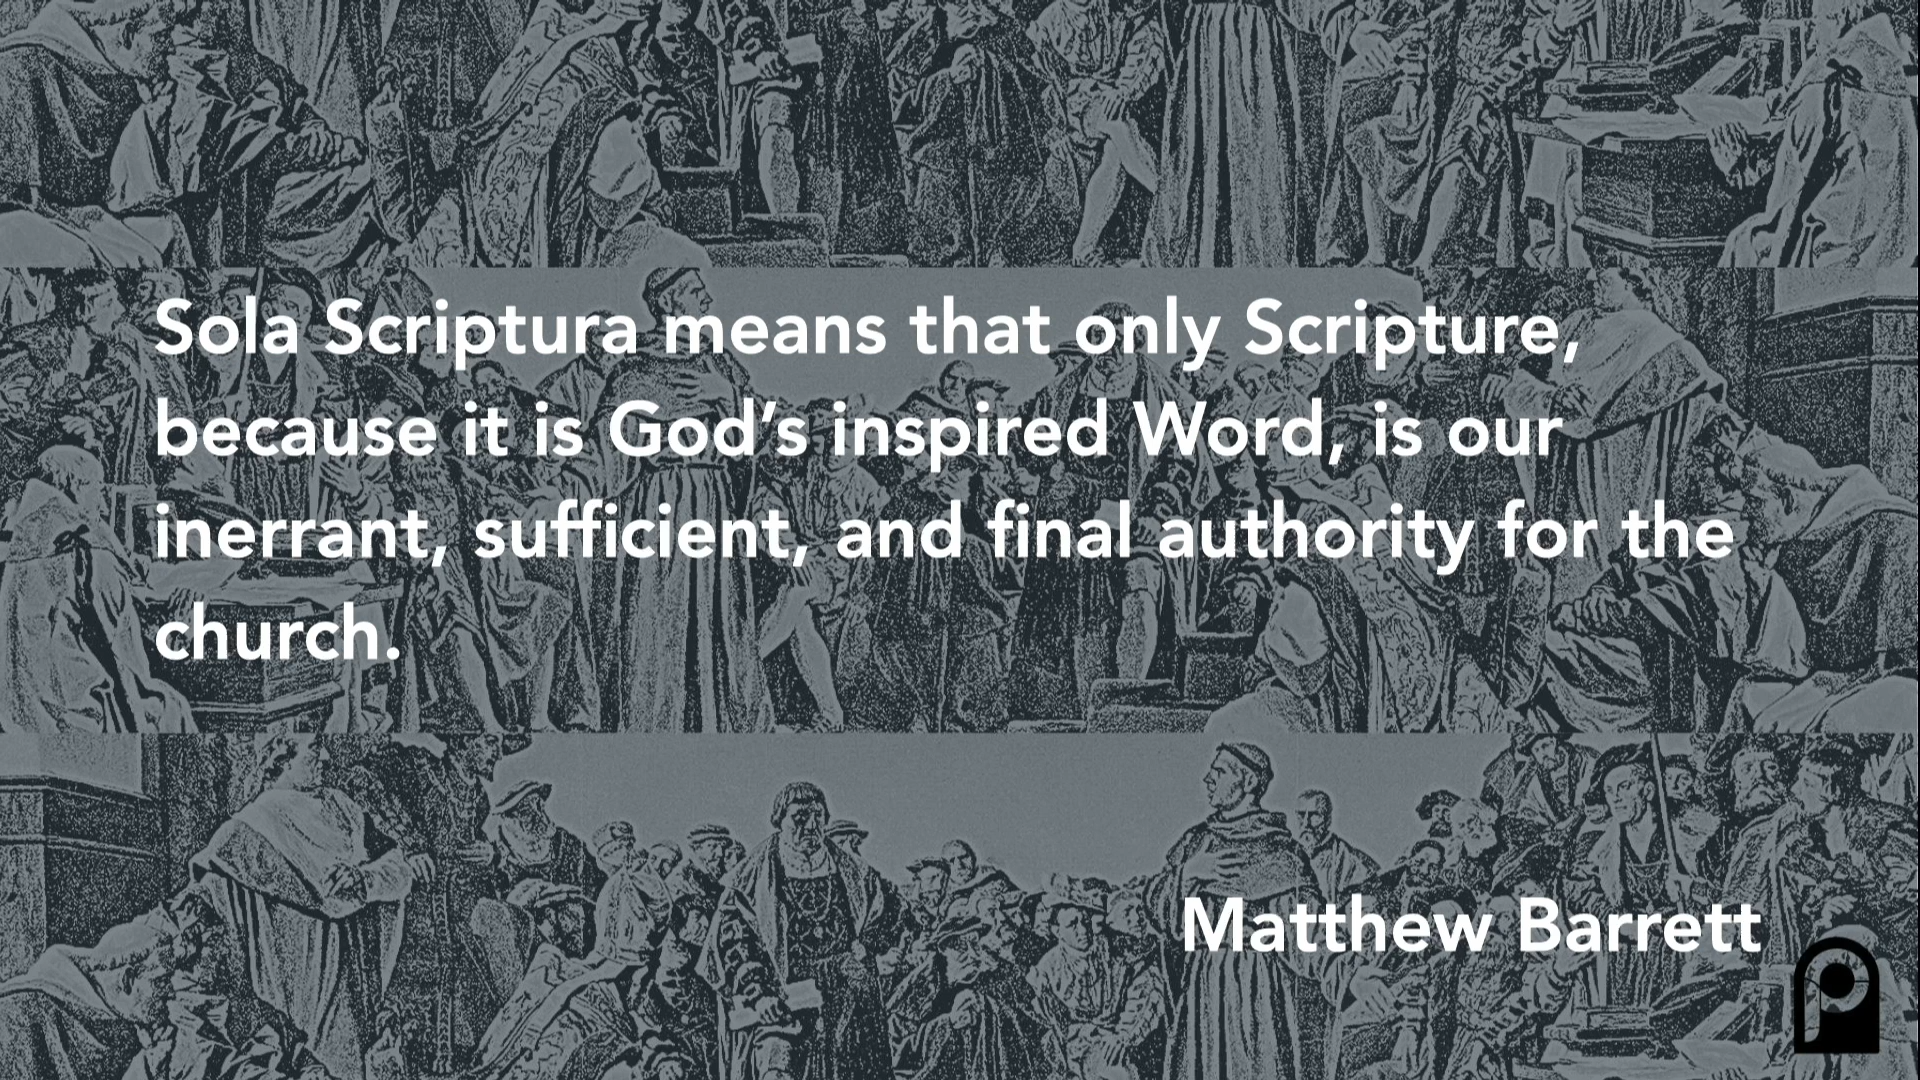 Sola Scriptura means that only Scripture,
because it is God’s inspired Word, is our
inerrant, sufficient, and final authority for the
church.
Matthew Barrett